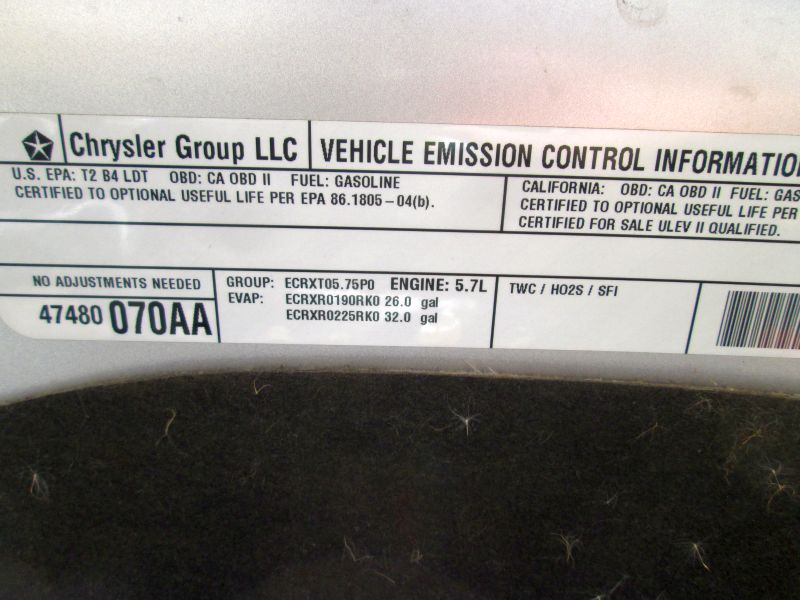 Chrysler Group LLC
VEHICLE EMISSION CONTROL INFORMATIO
U.S. EPA: T2 B4 LDT OBD: CA OBD II FUEL: GASOLINE
CERTIFIED TO OPTIONAL USEFUL LIFE PER EPA 86.1805-04(b).
CALIFORNIA: OBD: CA OBD II FUEL: GAS
CERTIFIED TO OPTIONAL USEFUL LIFE PER
CERTIFIED FOR SALE ULEV II QUALIFIED.
NO ADJUSTMENTS NEEDED
47480 070AA
GROUP: ECRXT05.75P0 ENGINE: 5.7L
EVAP: ECRXR0190RK0 26.0 gal
ECRXR0225RK0 32.0 gal
TWC / HO2S / SFI